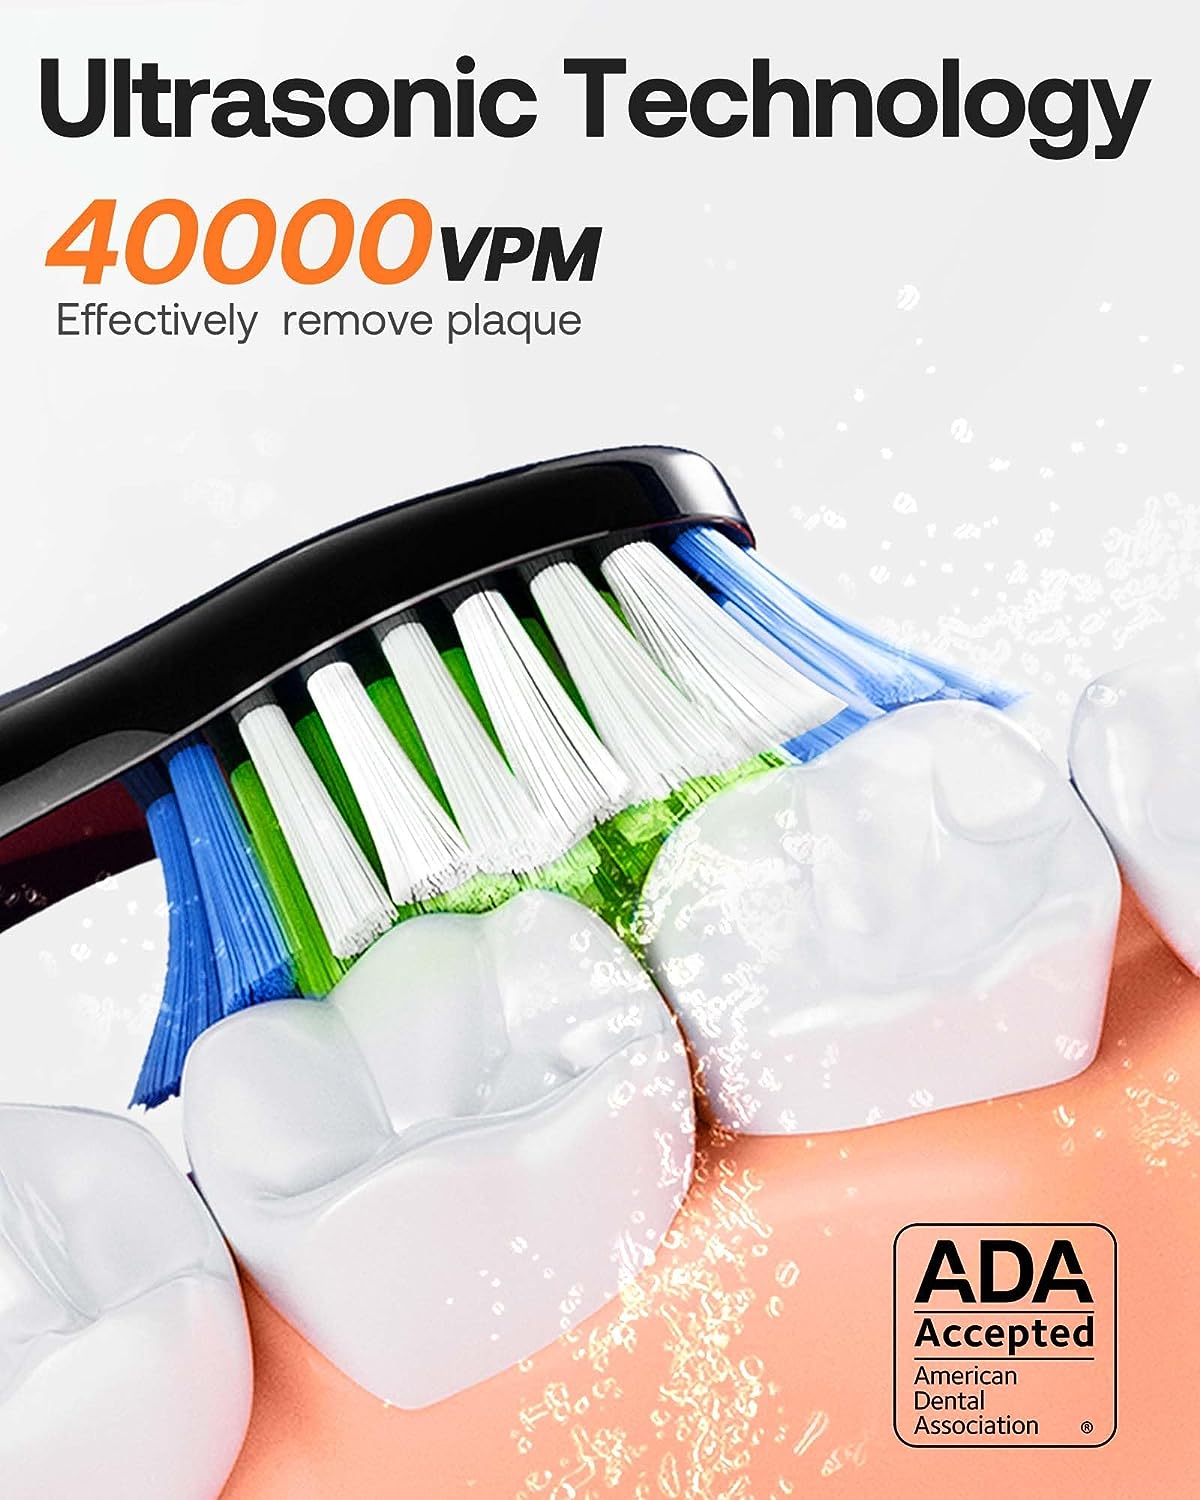 Ultrasonic Technology
40000VPM
Effectively remove plaque
ADA
Accepted
American
Dental
Association ®